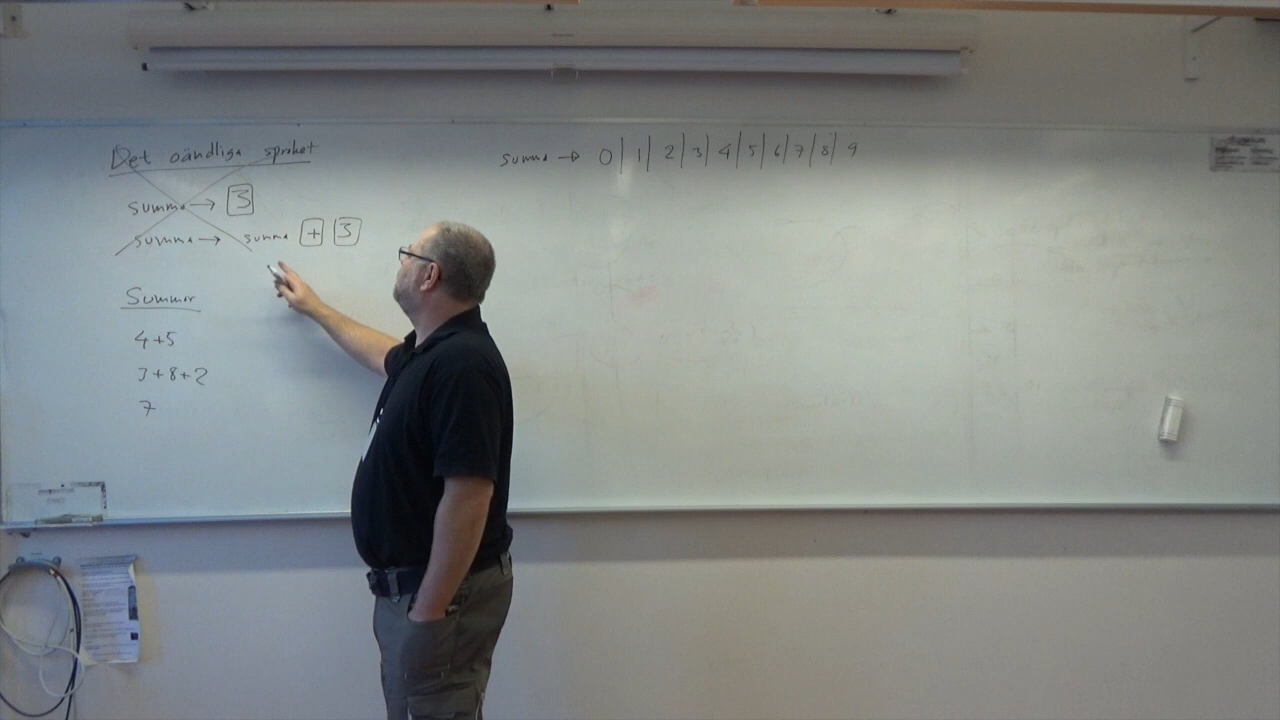 Det oändliga språket
summa → 3
summa → summa + 3
Summor
4+5
3+8+2
7
summa → 0 | 1 | 2 | 3 | 4 | 5 | 6 | 7 | 8 | 9